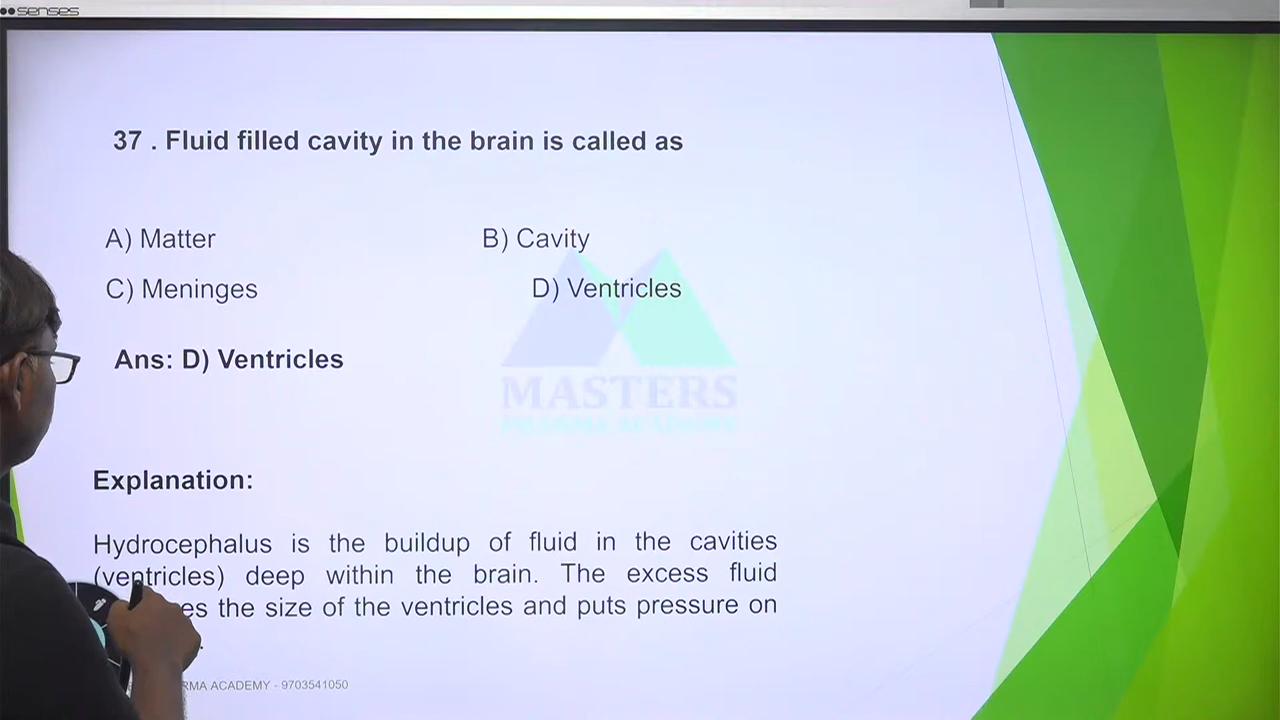 senses
37 . Fluid filled cavity in the brain is called as
A) Matter B) Cavity
C) Meninges D) Ventricles
Ans: D) Ventricles
MASTERS
PHARMA ACADEMY
Explanation:
Hydrocephalus is the buildup of fluid in the cavities
(ventricles) deep within the brain. The excess fluid
the size of the ventricles and puts pressure on
ACADEMY - 9703541050